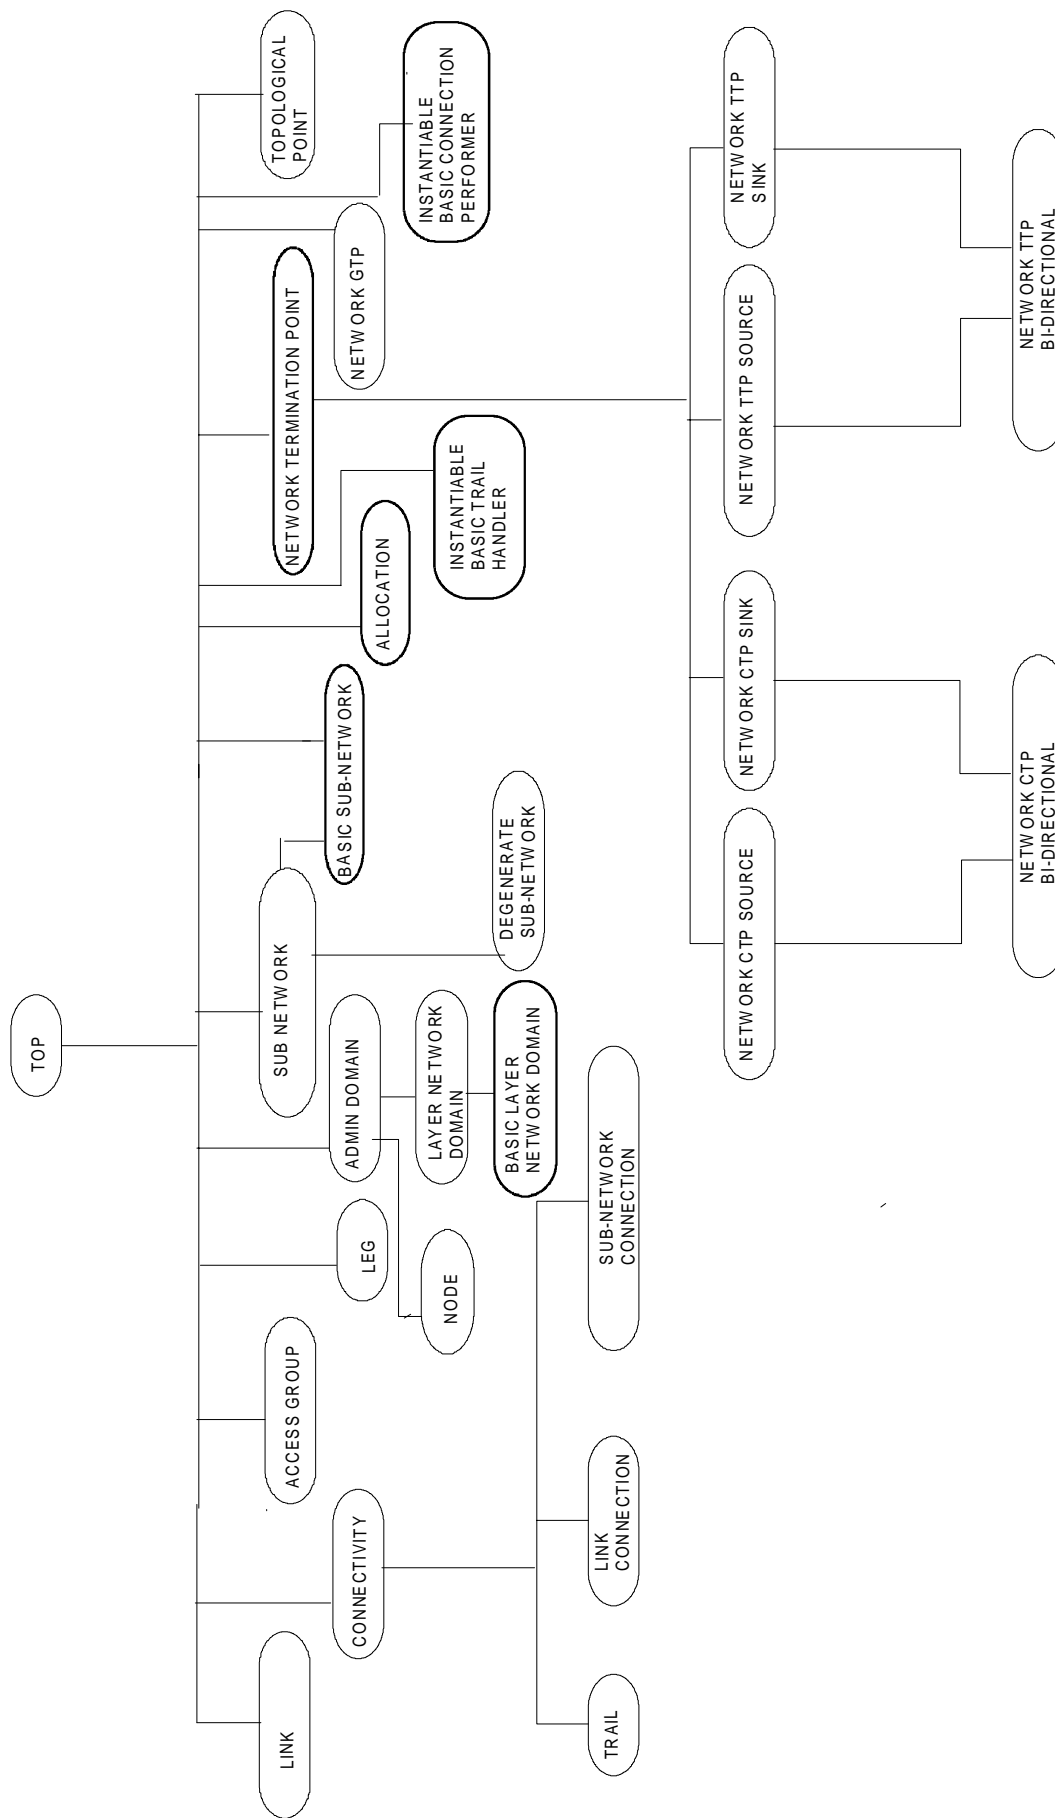 TOP
LINK
CONNECTIVITY
ACCESS GROUP
LEG
ADMIN DOMAIN
SUB NETWORK
BASIC SUB-NETWORK
ALLOCATION
INSTANTIABLE
BASIC TRAIL
HANDLER
NETWORK TERMINATION POINT
NETWORK GTP
INSTANTIABLE
BASIC CONNECTION
PERFORMER
TOPOLOGICAL
POINT
NODE
LAYER NETWORK
DOMAIN
BASIC LAYER
NETWORK DOMAIN
DEGENERATE
SUB-NETWORK
TRAIL
LINK
CONNECTION
SUB-NETWORK
CONNECTION
NETWORK CTP SOURCE
NETWORK CTP SINK
NETWORK TTP SOURCE
NETWORK TTP
SINK
NETWORK CTP
BI-DIRECTIONAL
NETWORK TTP
BI-DIRECTIONAL